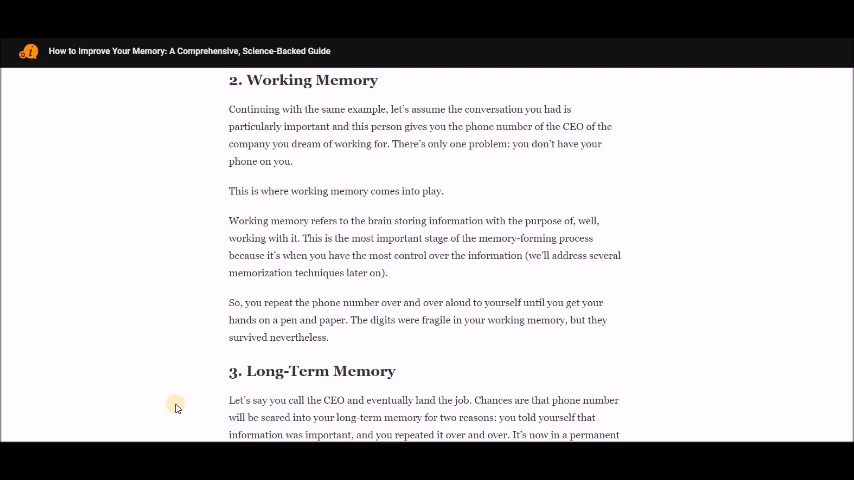 How to Improve Your Memory: A Comprehensive, Science-Backed Guide
2. Working Memory
Continuing with the same example, let's assume the conversation you had is
particularly important and this person gives you the phone number of the CEO of the
company you dream of working for. There's only one problem: you don't have your
phone on you.
This is where working memory comes into play.
Working memory refers to the brain storing information with the purpose of, well,
working with it. This is the most important stage of the memory-forming process
because it's when you have the most control over the information (we'll address several
memorization techniques later on).
So, you repeat the phone number over and over aloud to yourself until you get your
hands on a pen and paper. The digits were fragile in your working memory, but they
survived nevertheless.
3. Long-Term Memory
Let's say you call the CEO and eventually land the job. Chances are that phone number
will be seared into your long-term memory for two reasons: you told yourself that
information was important, and you repeated it over and over. It's now in a permanent